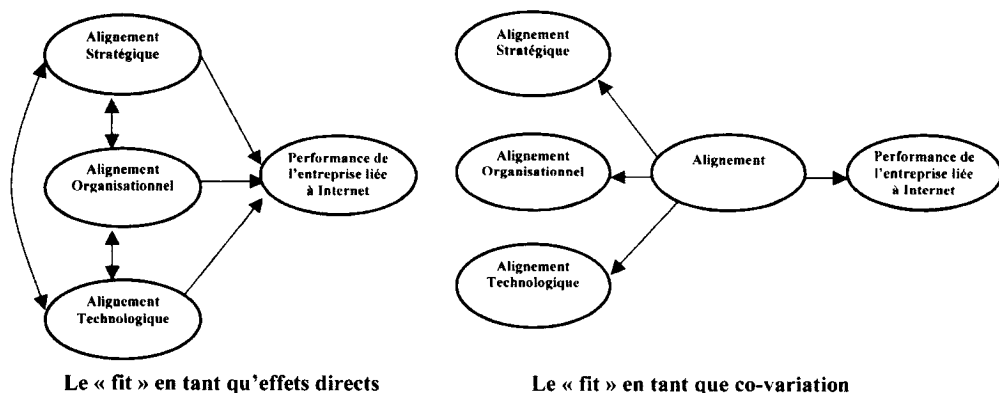 Alignement
Stratégique
Alignement
Organisationnel
Alignement
Technologique
Performance de
l'entreprise liée
à Internet
Le « fit » en tant qu'effets directs
Alignement
Stratégique
Alignement
Organisationnel
Alignement
Technologique
Alignement
Performance de
l'entreprise liée
à Internet
Le « fit » en tant que co-variation